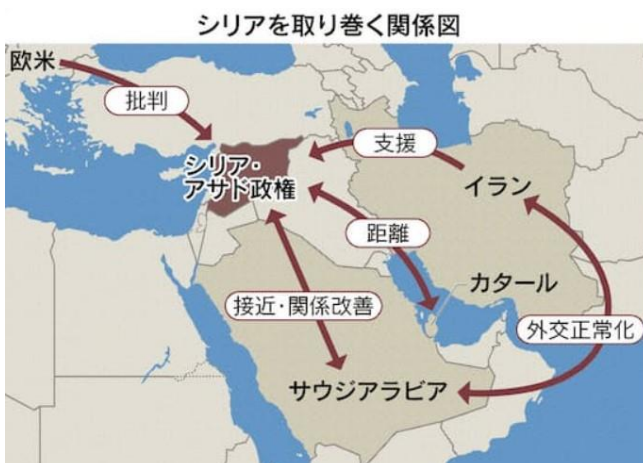 シリアを取り巻く関係図
欧米
批判
シリア・
アサド政権
支援
イラン
距離
カタール
接近・関係改善
外交正常化
サウジアラビア